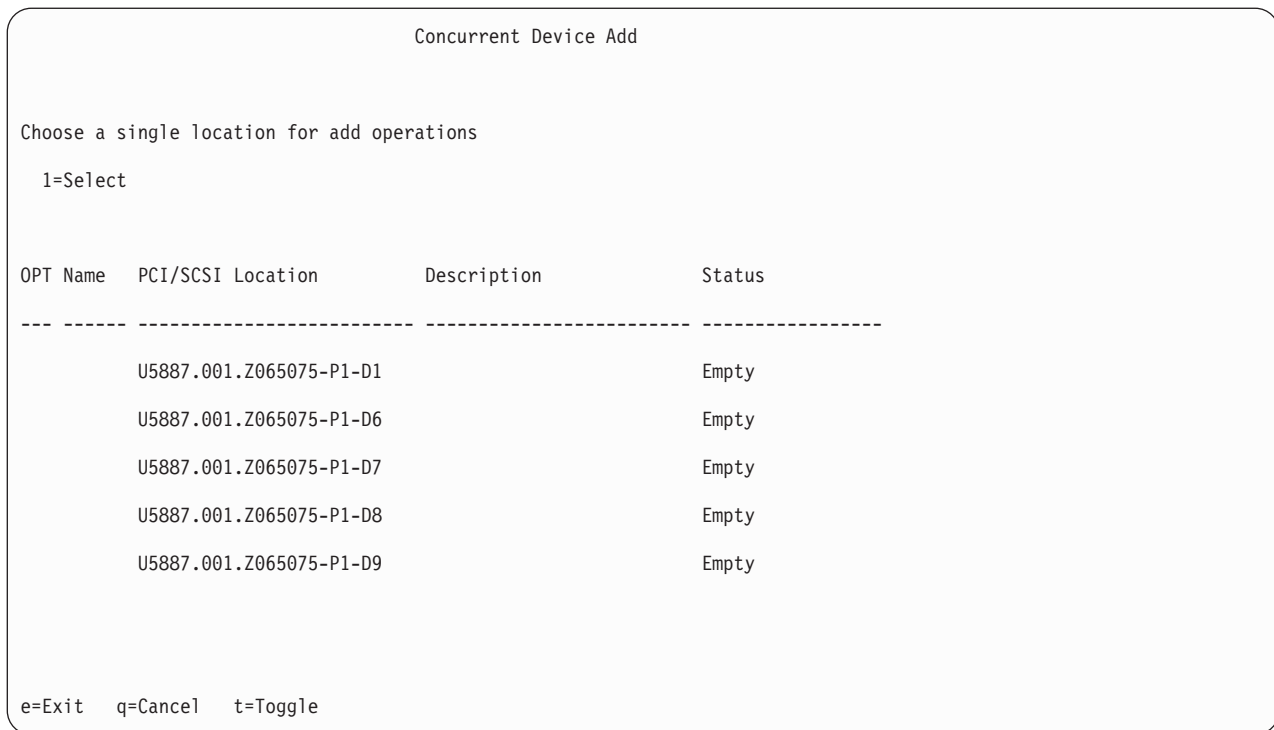 Concurrent Device Add
Choose a single location for add operations
1=Select
OPT Name   PCI/SCSI Location          Description               Status
--- ------ -------------------------- ------------------------- -----------------
U5887.001.Z065075-P1-D1                              Empty
U5887.001.Z065075-P1-D6                              Empty
U5887.001.Z065075-P1-D7                              Empty
U5887.001.Z065075-P1-D8                              Empty
U5887.001.Z065075-P1-D9                              Empty
e=Exit   q=Cancel   t=Toggle